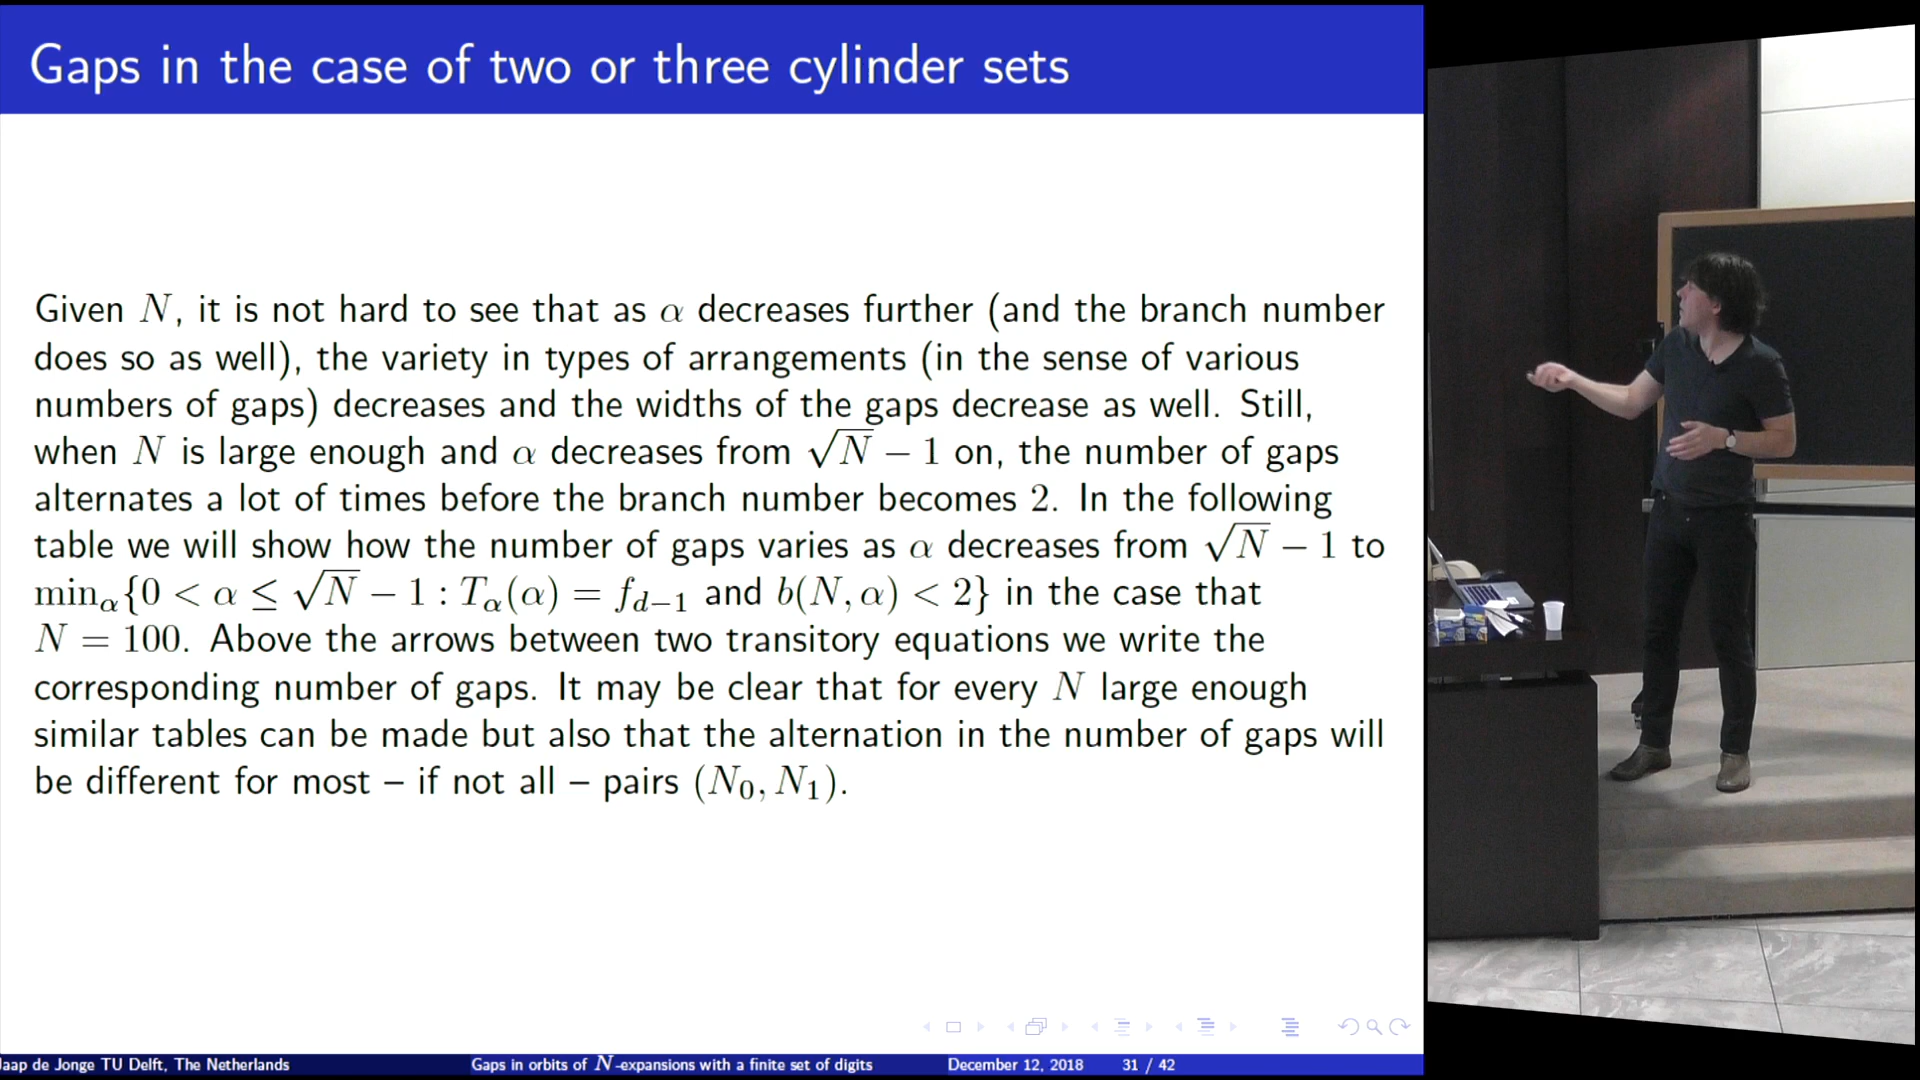 Gaps in the case of two or three cylinder sets
Given N, it is not hard to see that as α decreases further (and the branch number
does so as well), the variety in types of arrangements (in the sense of various
numbers of gaps) decreases and the widths of the gaps decrease as well. Still,
when N is large enough and α decreases from √N − 1 on, the number of gaps
alternates a lot of times before the branch number becomes 2. In the following
table we will show how the number of gaps varies as α decreases from √N − 1 to
min_α{0 < α ≤ √N − 1 : T_α(α) = f_{d−1} and b(N, α) < 2} in the case that
N = 100. Above the arrows between two transitory equations we write the
corresponding number of gaps. It may be clear that for every N large enough
similar tables can be made but also that the alternation in the number of gaps will
be different for most – if not all – pairs (N₀, N₁).
Jaap de Jonge TU Delft, The Netherlands
Gaps in orbits of N-expansions with a finite set of digits
December 12, 2018
31 / 42